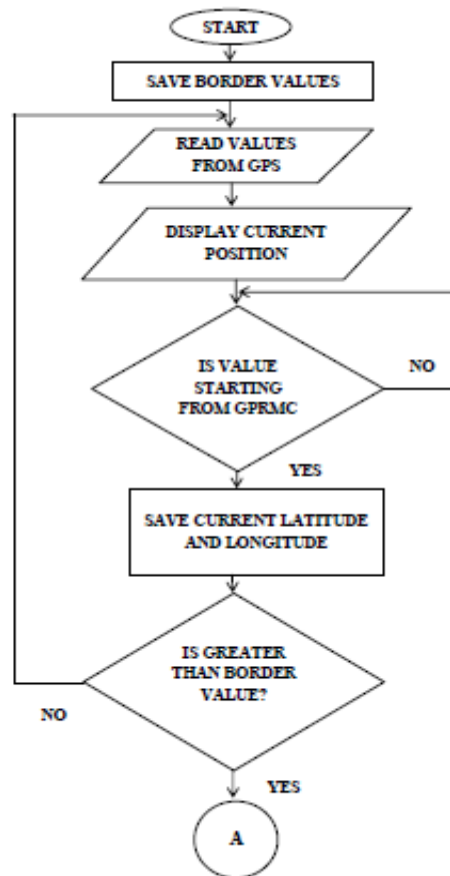 START
SAVE BORDER VALUES
READ VALUES
FROM GPS
DISPLAY CURRENT
POSITION
IS VALUE
STARTING
FROM GPRMC
NO
YES
SAVE CURRENT LATITUDE
AND LONGITUDE
IS GREATER
THAN BORDER
VALUE?
NO
YES
A